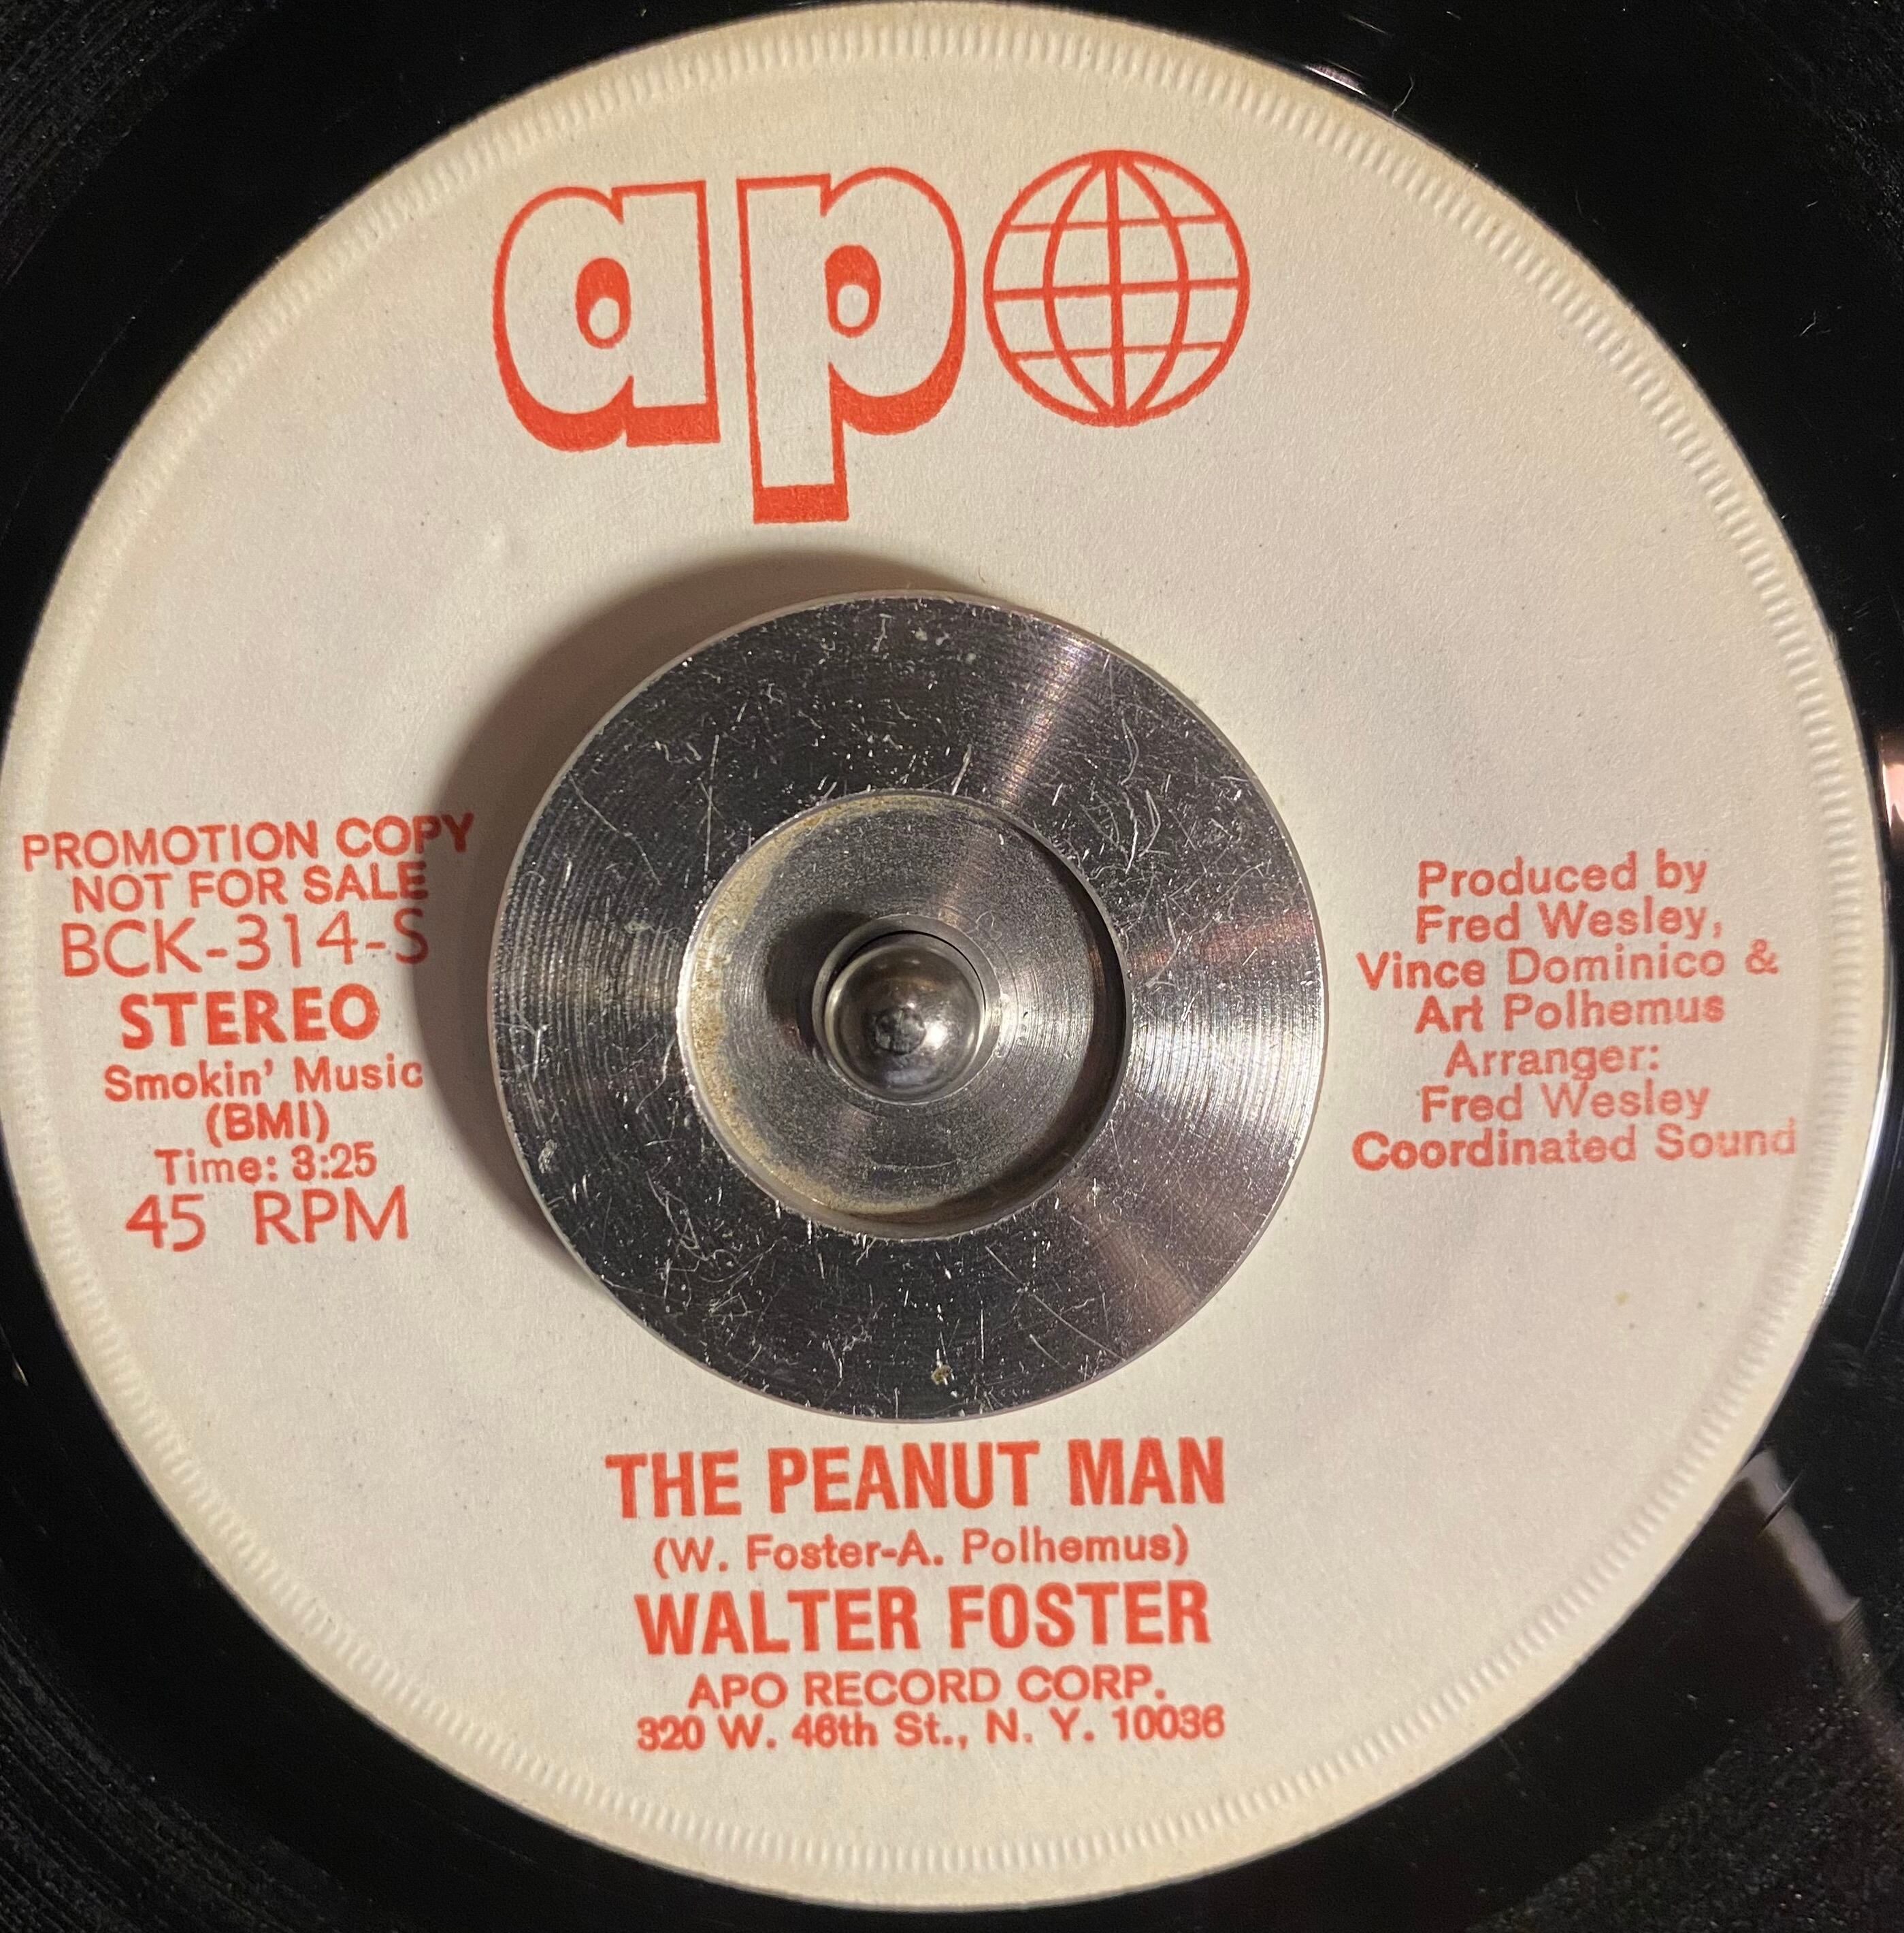 apo
PROMOTION COPY
NOT FOR SALE
BCK-314-S
STEREO
Smokin' Music
(BMI)
Time: 3:25
45 RPM
Produced by
Fred Wesley,
Vince Dominico &
Art Polhemus
Arranger:
Fred Wesley
Coordinated Sound
THE PEANUT MAN
(W. Foster-A. Polhemus)
WALTER FOSTER
APO RECORD CORP.
320 W. 46th St., N. Y. 10036